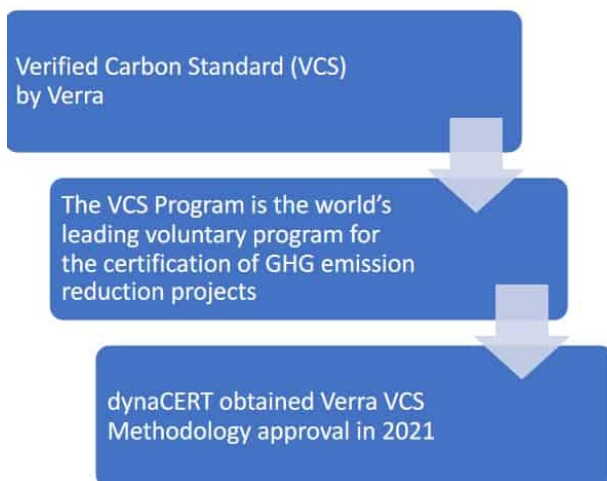 Verified Carbon Standard (VCS)
by Verra
The VCS Program is the world’s
leading voluntary program for
the certification of GHG emission
reduction projects
dynaCERT obtained Verra VCS
Methodology approval in 2021